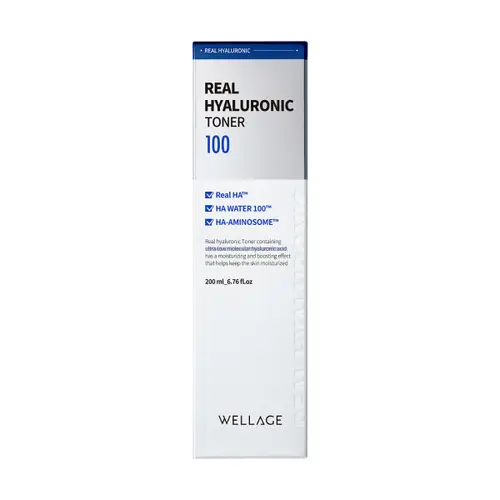 REAL HYALURONIC
REAL
HYALURONIC
TONER
100
Real HA™
HA WATER 100™
HA-AMINOSOME™
Real hyaluronic Toner containing
ultra-low molecular hyaluronic acid
has a moisturizing and boosting effect
that helps keep the skin moisturized
200 ml_6.76 fl.oz
WELLAGE